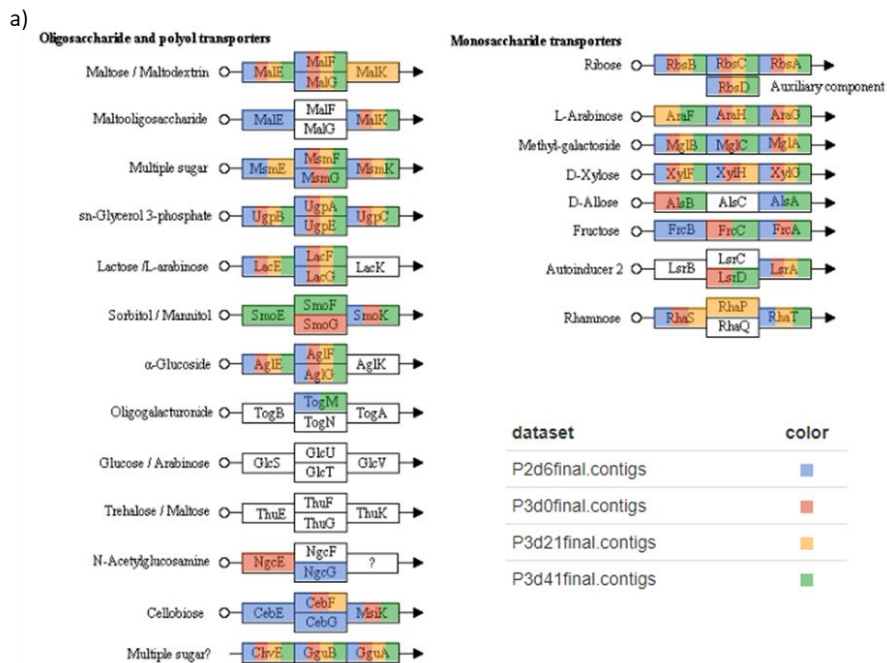 a)
Oligosaccharide and polyol transporters
Maltose / Maltodextrin MalE MalF MalG MalK
Maltooligosaccharide MalE MalF MalG MalK
Multiple sugar MsmE MsmF MsmG MsmK
sn-Glycerol 3-phosphate UgpB UgpA UgpE UgpC
Lactose /L-arabinose LacE LacF LacG LacK
Sorbitol / Mannitol SmoE SmoF SmoG SmoK
α-Glucoside AglE AglF AglG AglK
Oligogalacturonide TogB TogM TogN TogA
Glucose / Arabinose GlcS GlcU GlcT GlcV
Trehalose / Maltose ThuE ThuF ThuG ThuK
N-Acetylglucosamine NgcE NgcF NgcG ?
Cellobiose CebE CebF CebG MsiK
Multiple sugar? ChvE GguB GguA
Monosaccharide transporters
Ribose RbsB RbsC RbsA
RbsD Auxiliary component
L-Arabinose AraF AraH AraG
Methyl-galactoside MglB MglC MglA
D-Xylose XylF XylH XylG
D-Allose AlsB AlsC AlsA
Fructose FrcB FrcC FrcA
Autoinducer 2 LsrB LsrC LsrD LsrA
Rhamnose RhaS RhaP RhaQ RhaT
dataset color
P2d6final.contigs
P3d0final.contigs
P3d21final.contigs
P3d41final.contigs